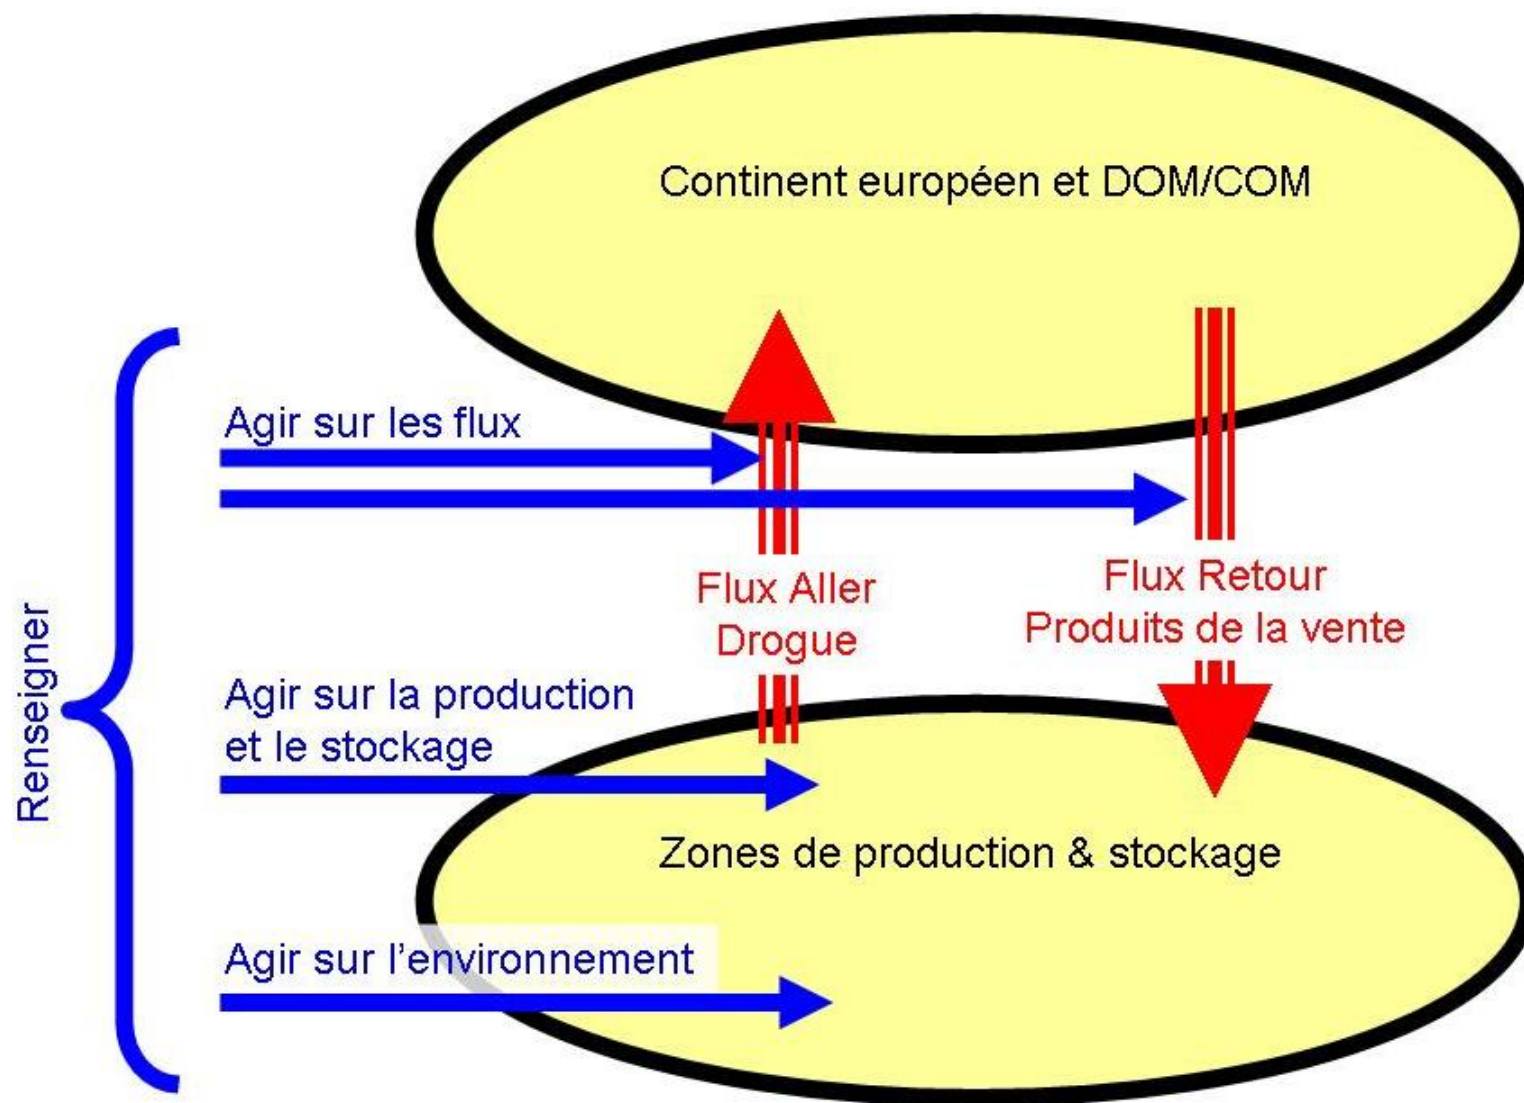 Continent européen et DOM/COM
Agir sur les flux
Flux Aller
Drogue
Flux Retour
Produits de la vente
Renseigner
Agir sur la production
et le stockage
Zones de production & stockage
Agir sur l'environnement